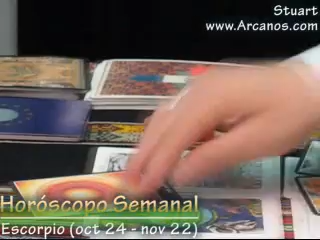 Stuart
www.Arcanos.com
Horóscopo Semanal
Escorpio (oct 24 - nov 22)